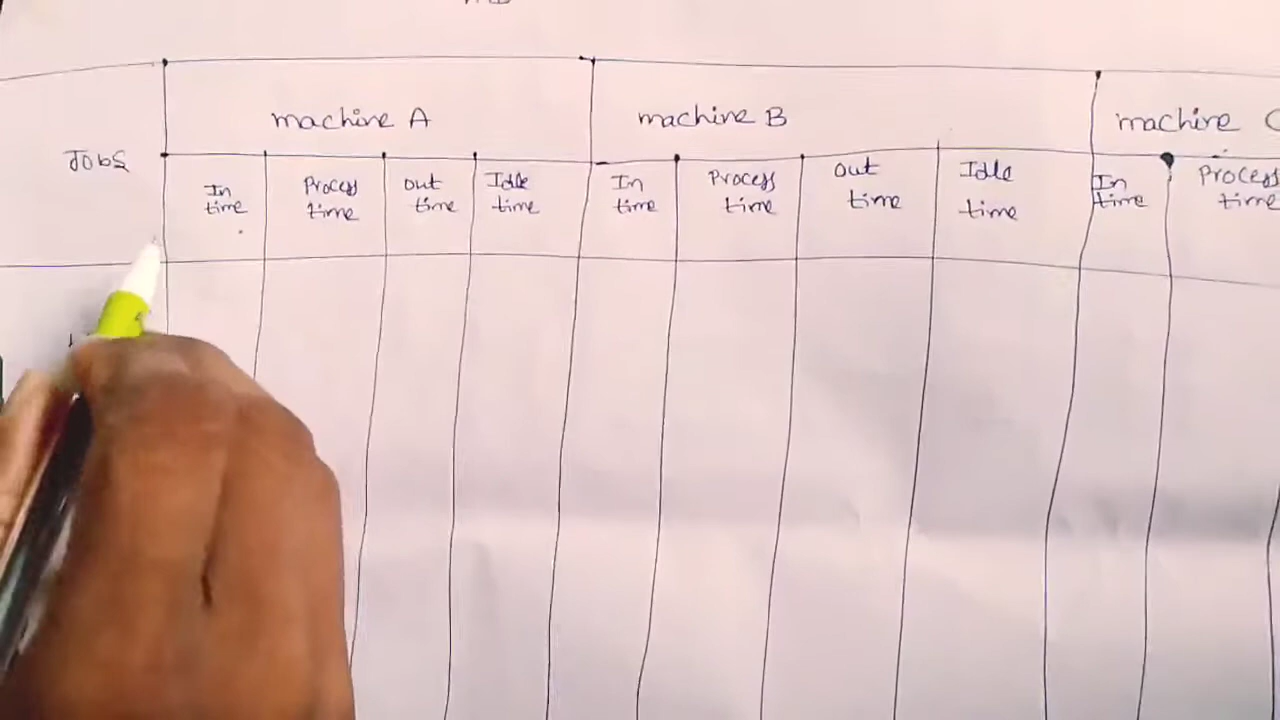 machine A machine B machine
Jobs
In Process Out Idle In Process Out Idle In Process
time time time time time time time time time time